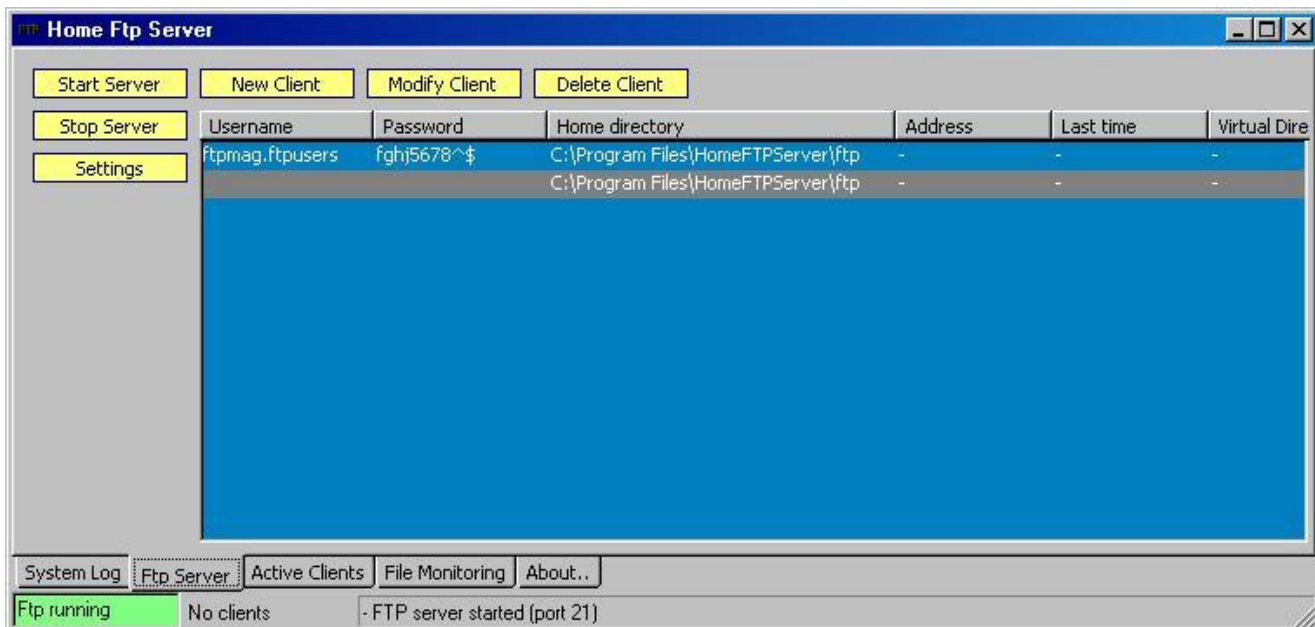 FTP Home Ftp Server
Start Server New Client Modify Client Delete Client
Stop Server Username Password Home directory Address Last time Virtual Dire
Settings ftpmag.ftpusers fghj5678^$ C:\Program Files\HomeFTPServer\ftp - - -
C:\Program Files\HomeFTPServer\ftp - - -
System Log Ftp Server Active Clients File Monitoring About..
Ftp running No clients - FTP server started (port 21)